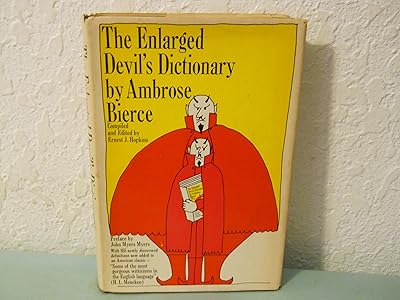 The Enlarged
Devil's Dictionary
by Ambrose
Bierce
Compiled
and Edited by
Ernest J. Hopkins
Preface by
John Myers Myers
With 851 newly discovered
definitions now added to
an American classic—
"Some of the most
gorgeous witticisms in
the English language"
(H. L. Mencken)